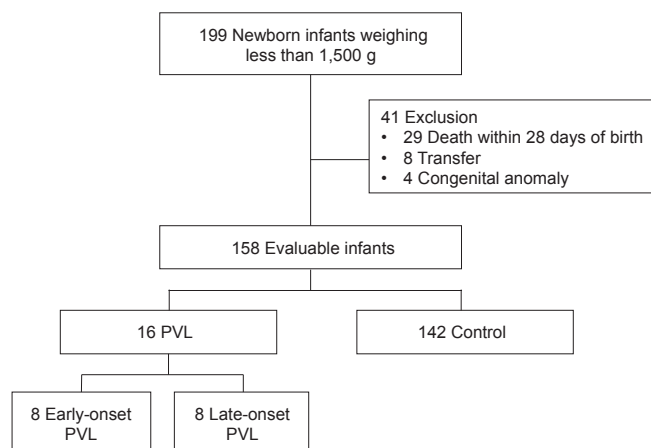 199 Newborn infants weighing
less than 1,500 g
41 Exclusion
• 29 Death within 28 days of birth
• 8 Transfer
• 4 Congenital anomaly
158 Evaluable infants
16 PVL
142 Control
8 Early-onset
PVL
8 Late-onset
PVL